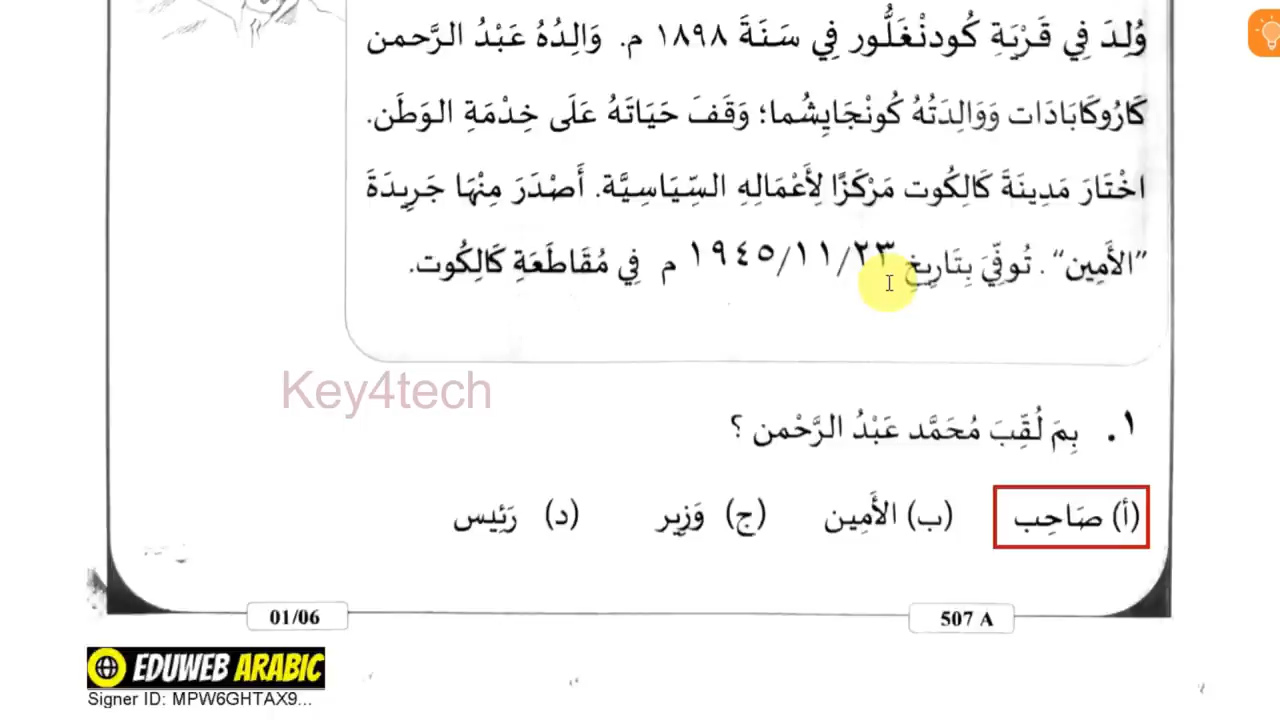 وُلِدَ فِي قَرْيَةِ كُودنْغَلُّور فِي سَنَةَ ١٨٩٨ م. وَالِدُهُ عَبْدُ الرَّحمن
كَارُوكَابَادَات وَوَالِدَتُهُ كُونْجَايِشُما؛ وَقَفَ حَيَاتَهُ عَلَى خِدْمَةِ الوَطَن.
اخْتَارَ مَدِينَةَ كَالِكُوت مَرْكَزًا لِأَعْمَالِهِ السِّيَاسِيَّة. أَصْدَرَ مِنْهَا جَرِيدَةَ
”الأَمِين“. تُوفِّيَ بِتَارِيخِ ١٩٤٥/١١/٢٣ م فِي مُقَاطَعَةِ كَالِكُوت.
Key4tech
١. بِمَ لُقِّبَ مُحَمَّد عَبْدُ الرَّحْمن ؟
(أ) صَاحِب (ب) الأَمِين (ج) وَزِير (د) رَئِيس
01/06
507 A
EDUWEB ARABIC
Signer ID: MPW6GHTAX9...